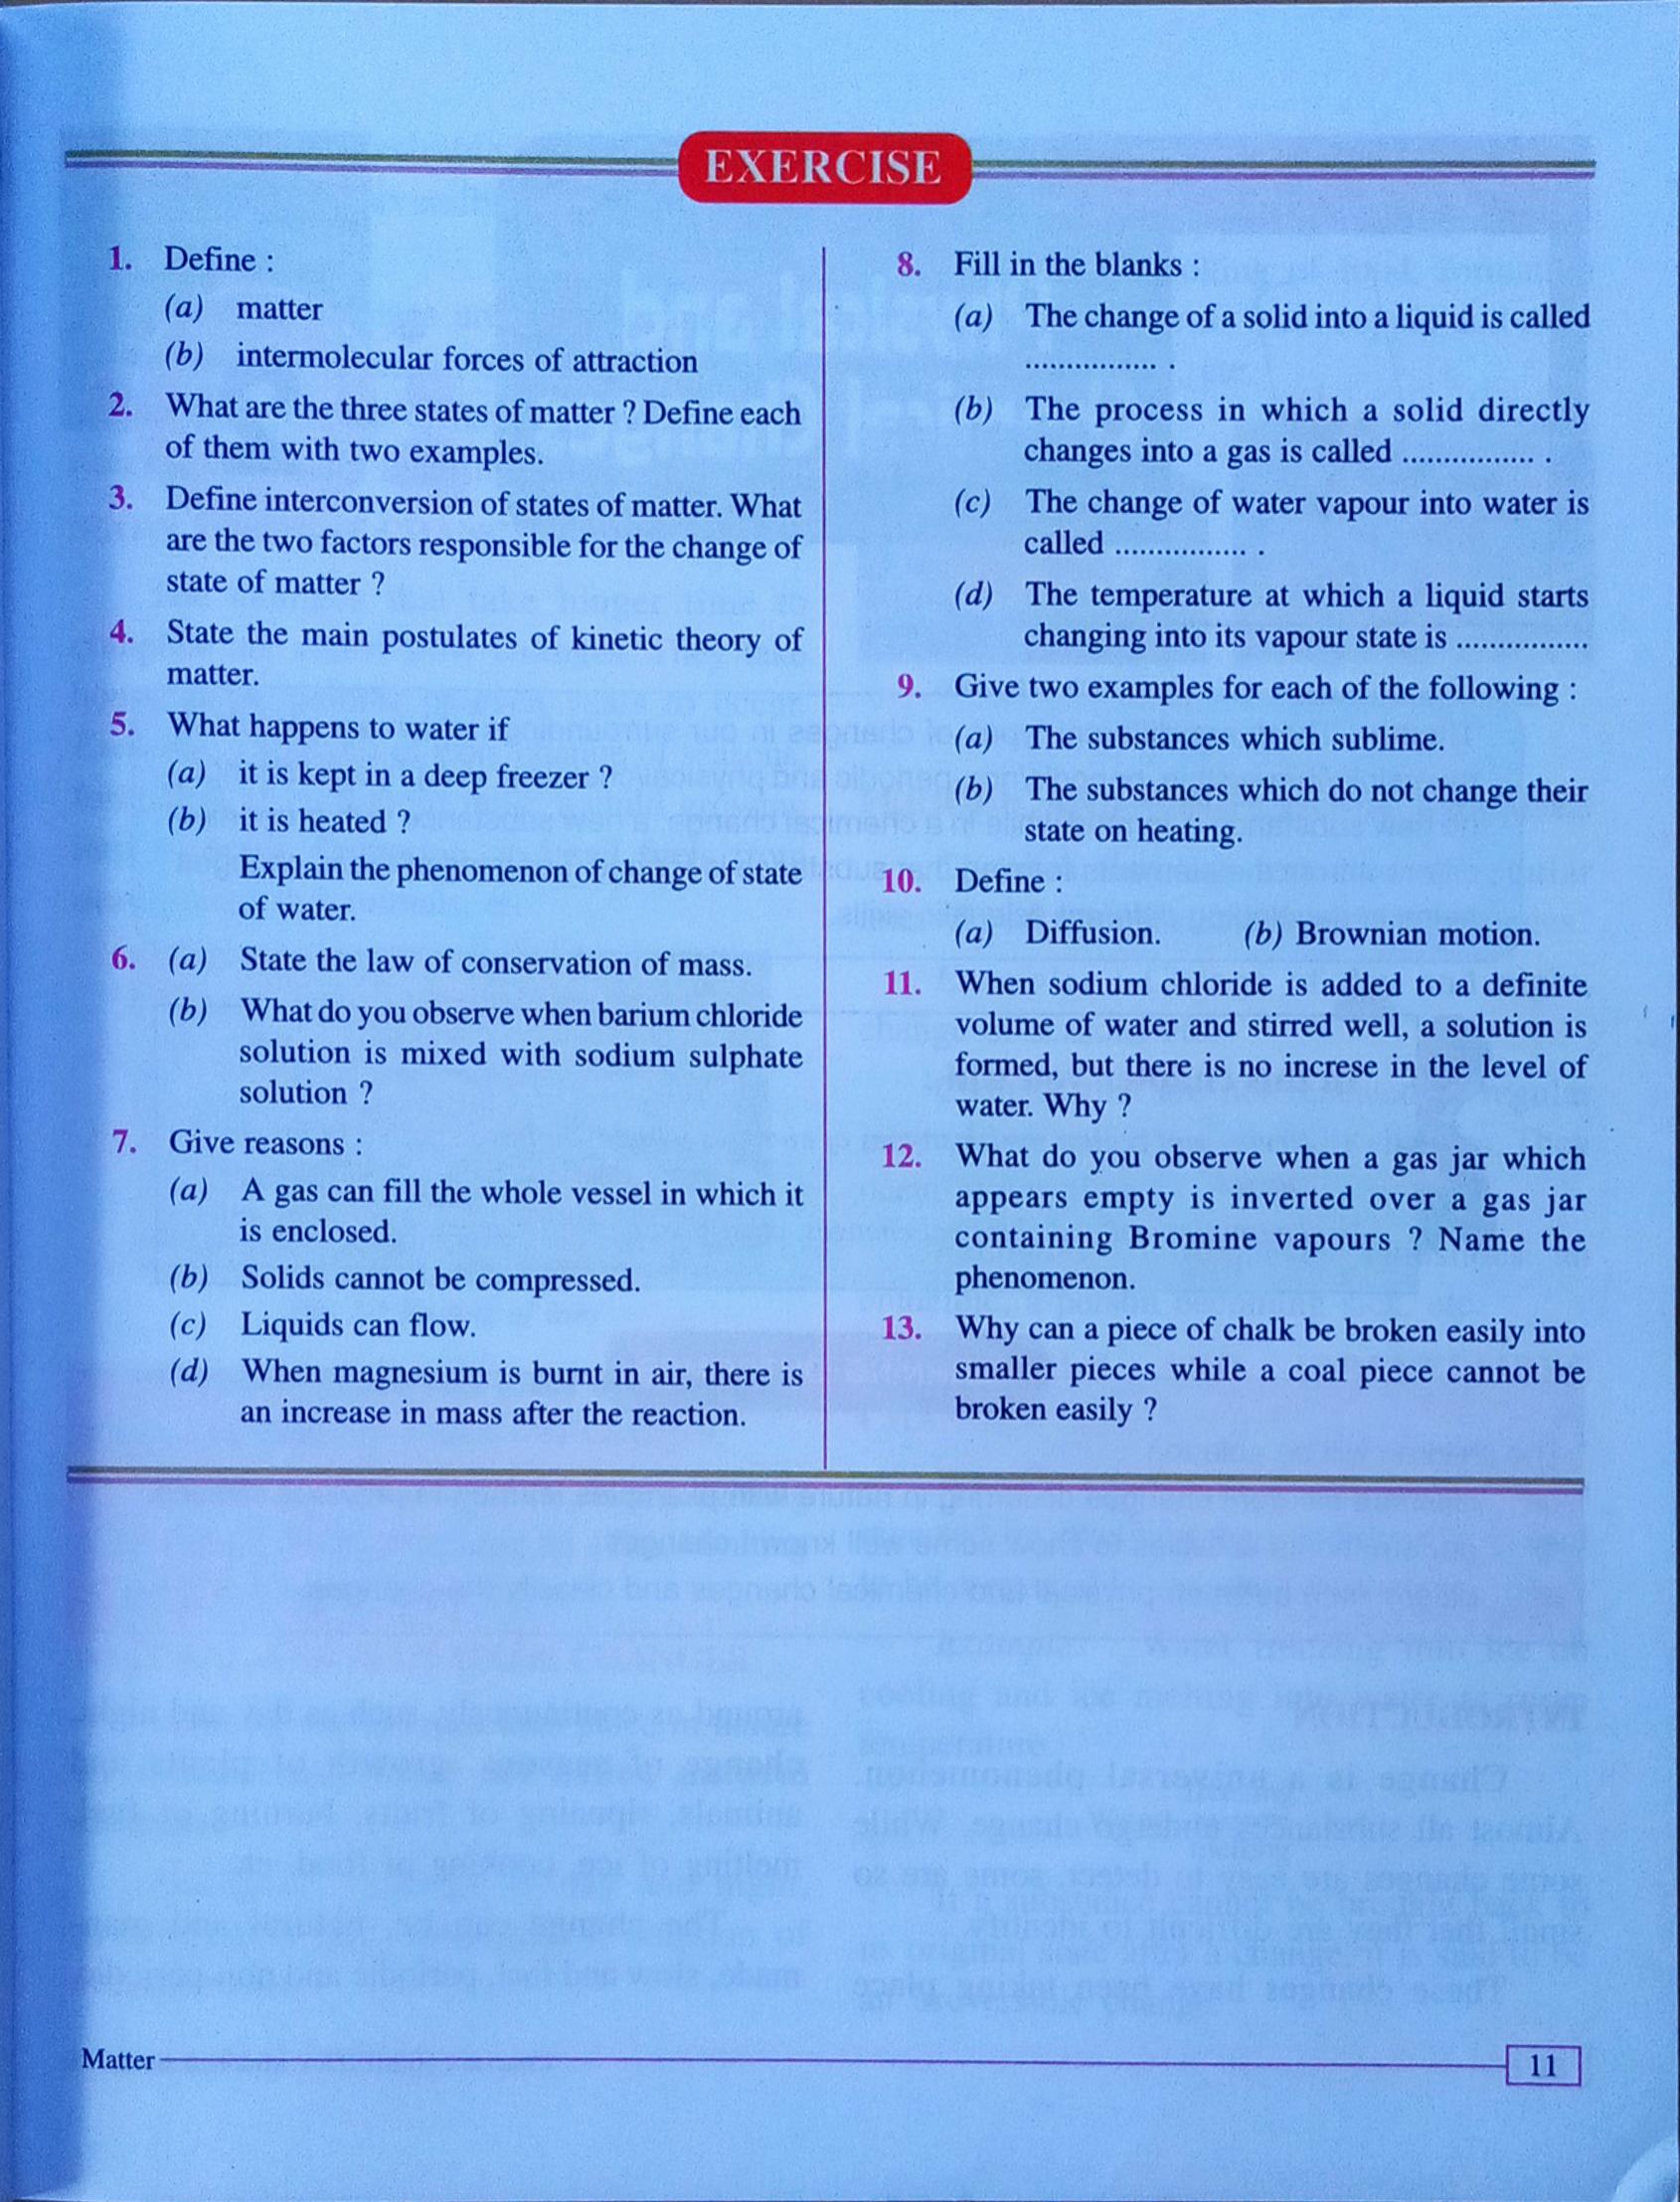 EXERCISE
1. Define :
(a) matter
(b) intermolecular forces of attraction
2. What are the three states of matter ? Define each
of them with two examples.
3. Define interconversion of states of matter. What
are the two factors responsible for the change of
state of matter ?
4. State the main postulates of kinetic theory of
matter.
5. What happens to water if
(a) it is kept in a deep freezer ?
(b) it is heated ?
Explain the phenomenon of change of state
of water.
6. (a) State the law of conservation of mass.
(b) What do you observe when barium chloride
solution is mixed with sodium sulphate
solution ?
7. Give reasons :
(a) A gas can fill the whole vessel in which it
is enclosed.
(b) Solids cannot be compressed.
(c) Liquids can flow.
(d) When magnesium is burnt in air, there is
an increase in mass after the reaction.
8. Fill in the blanks :
(a) The change of a solid into a liquid is called
................ .
(b) The process in which a solid directly
changes into a gas is called ................ .
(c) The change of water vapour into water is
called ................ .
(d) The temperature at which a liquid starts
changing into its vapour state is ................
9. Give two examples for each of the following :
(a) The substances which sublime.
(b) The substances which do not change their
state on heating.
10. Define :
(a) Diffusion. (b) Brownian motion.
11. When sodium chloride is added to a definite
volume of water and stirred well, a solution is
formed, but there is no increse in the level of
water. Why ?
12. What do you observe when a gas jar which
appears empty is inverted over a gas jar
containing Bromine vapours ? Name the
phenomenon.
13. Why can a piece of chalk be broken easily into
smaller pieces while a coal piece cannot be
broken easily ?
Matter
11